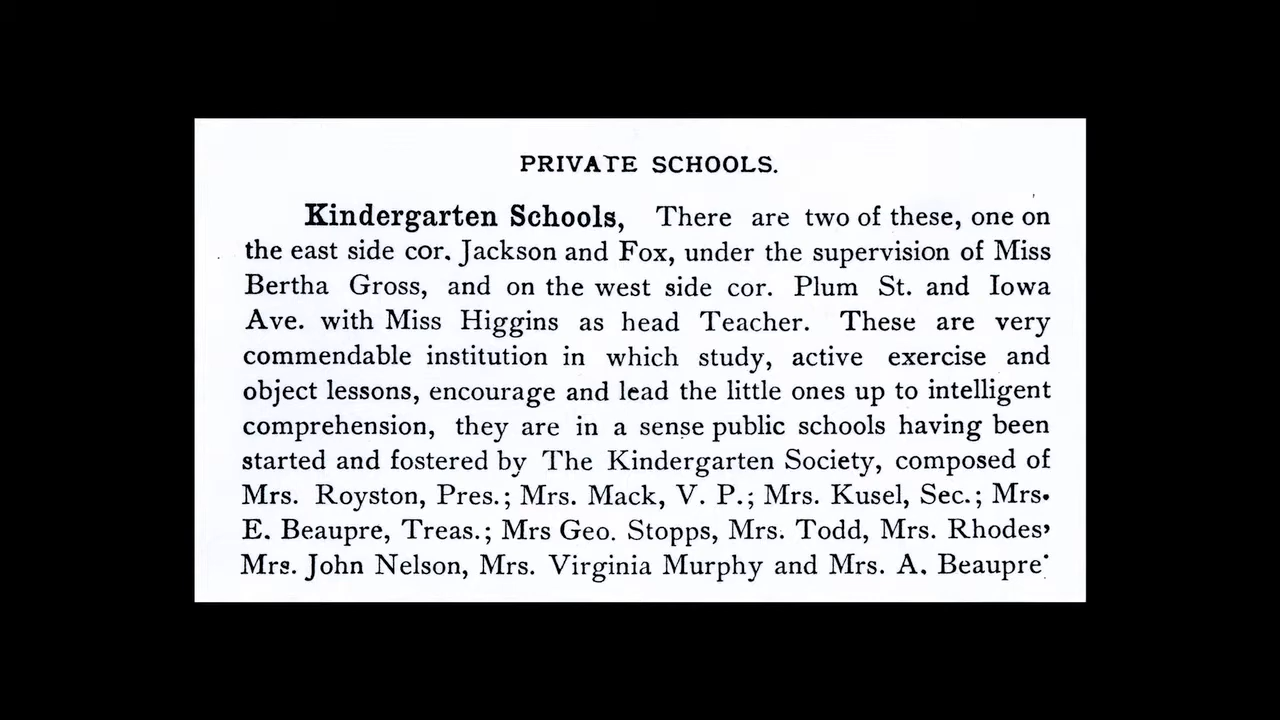 PRIVATE SCHOOLS.
Kindergarten Schools, There are two of these, one on
the east side cor. Jackson and Fox, under the supervision of Miss
Bertha Gross, and on the west side cor. Plum St. and Iowa
Ave. with Miss Higgins as head Teacher. These are very
commendable institution in which study, active exercise and
object lessons, encourage and lead the little ones up to intelligent
comprehension, they are in a sense public schools having been
started and fostered by The Kindergarten Society, composed of
Mrs. Royston, Pres.; Mrs. Mack, V. P.; Mrs. Kusel, Sec.; Mrs.
E. Beaupre, Treas.; Mrs Geo. Stopps, Mrs. Todd, Mrs. Rhodes,
Mrs. John Nelson, Mrs. Virginia Murphy and Mrs. A. Beaupre.